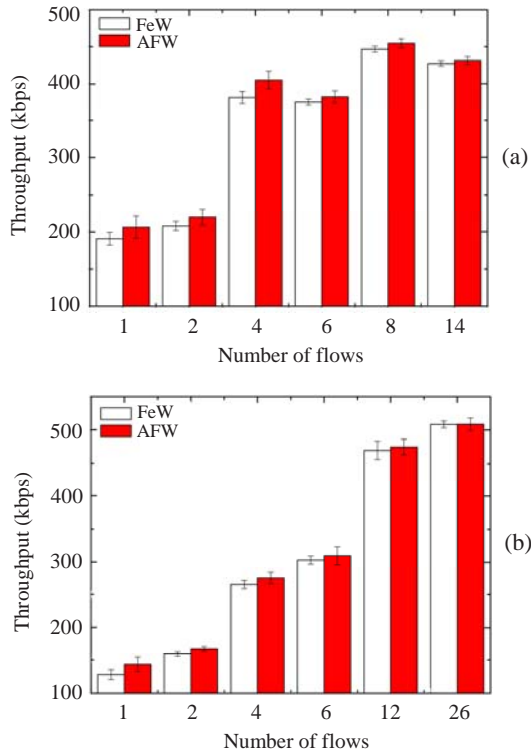 500
400
300
200
100
Throughput (kbps)
FeW
AFW
1 2 4 6 8 14
Number of flows
(a)
500
400
300
200
100
Throughput (kbps)
FeW
AFW
1 2 4 6 12 26
Number of flows
(b)